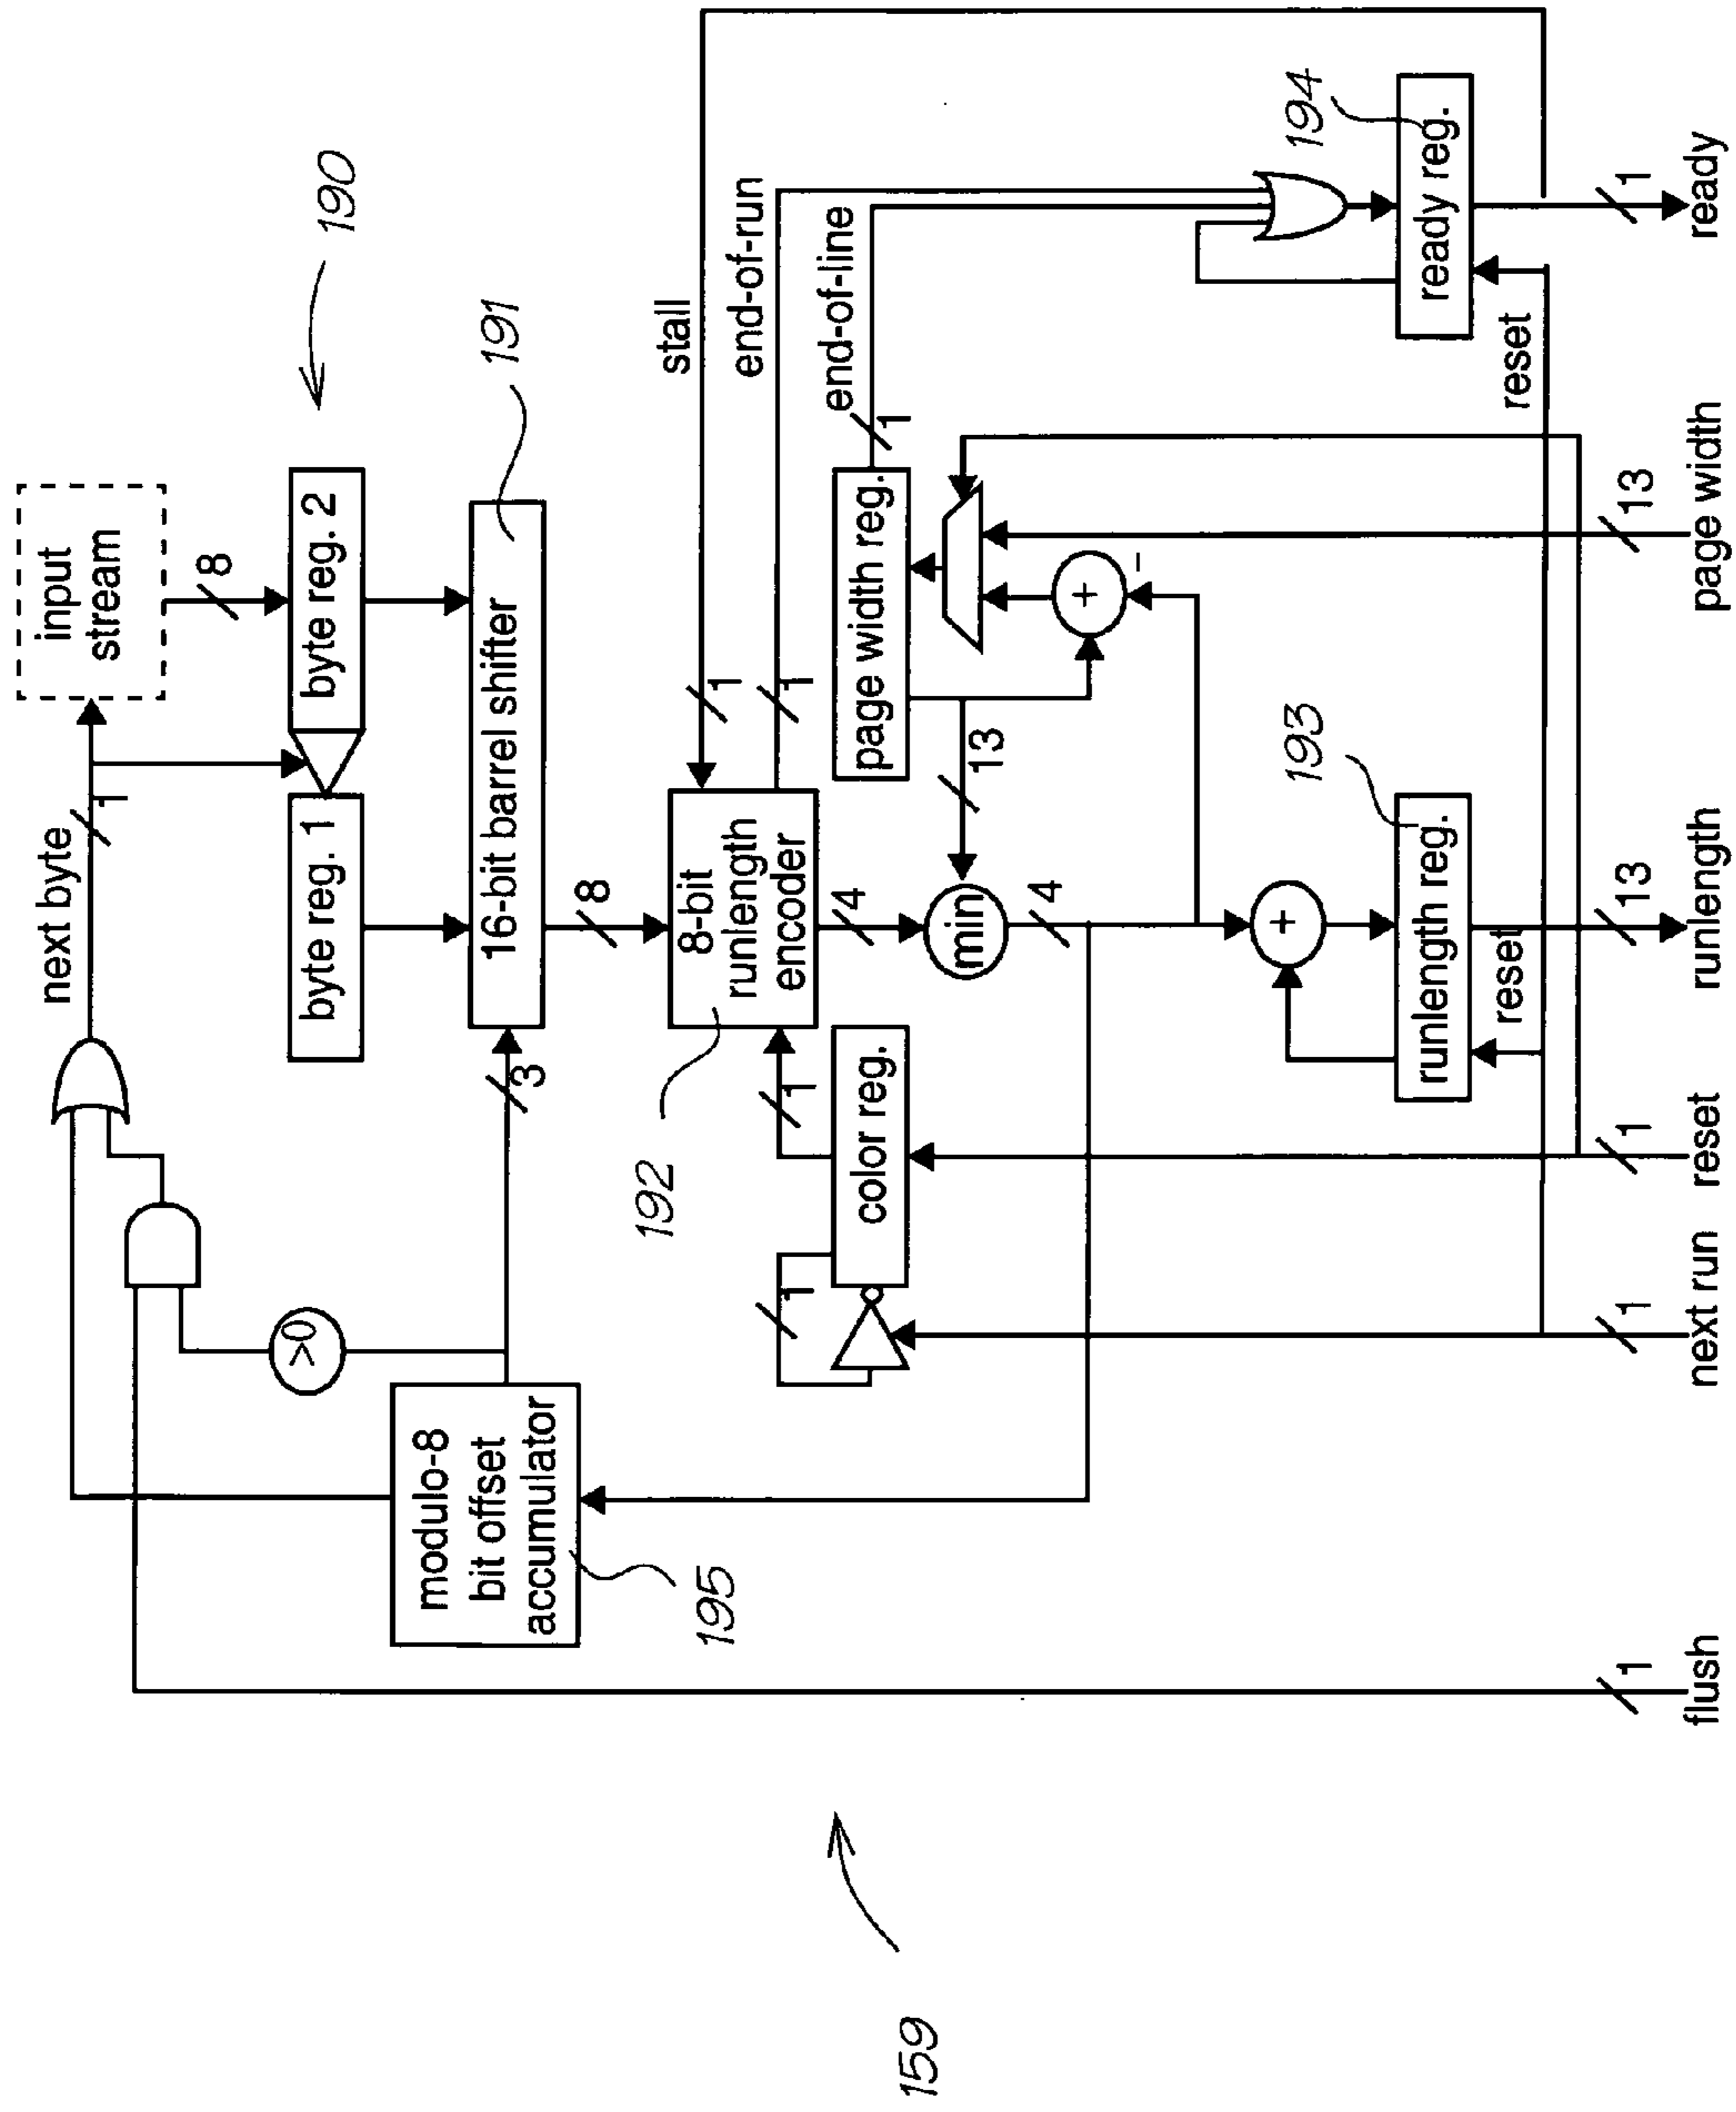 next byte
1
input
stream
8
190
byte reg. 1
byte reg. 2
16-bit barrel shifter
191
>0
3
8
modulo-8
bit offset
accumulator
195
stall
1
end-of-run
1
end-of-line
1
8-bit
runlength
encoder
192
4
min
4
13
1
1
color reg.
page width reg.
+
-
+
runlength reg.
193
reset
ready reg.
194
reset
159
1
flush
1
next run
1
reset
13
runlength
13
page width
1
ready